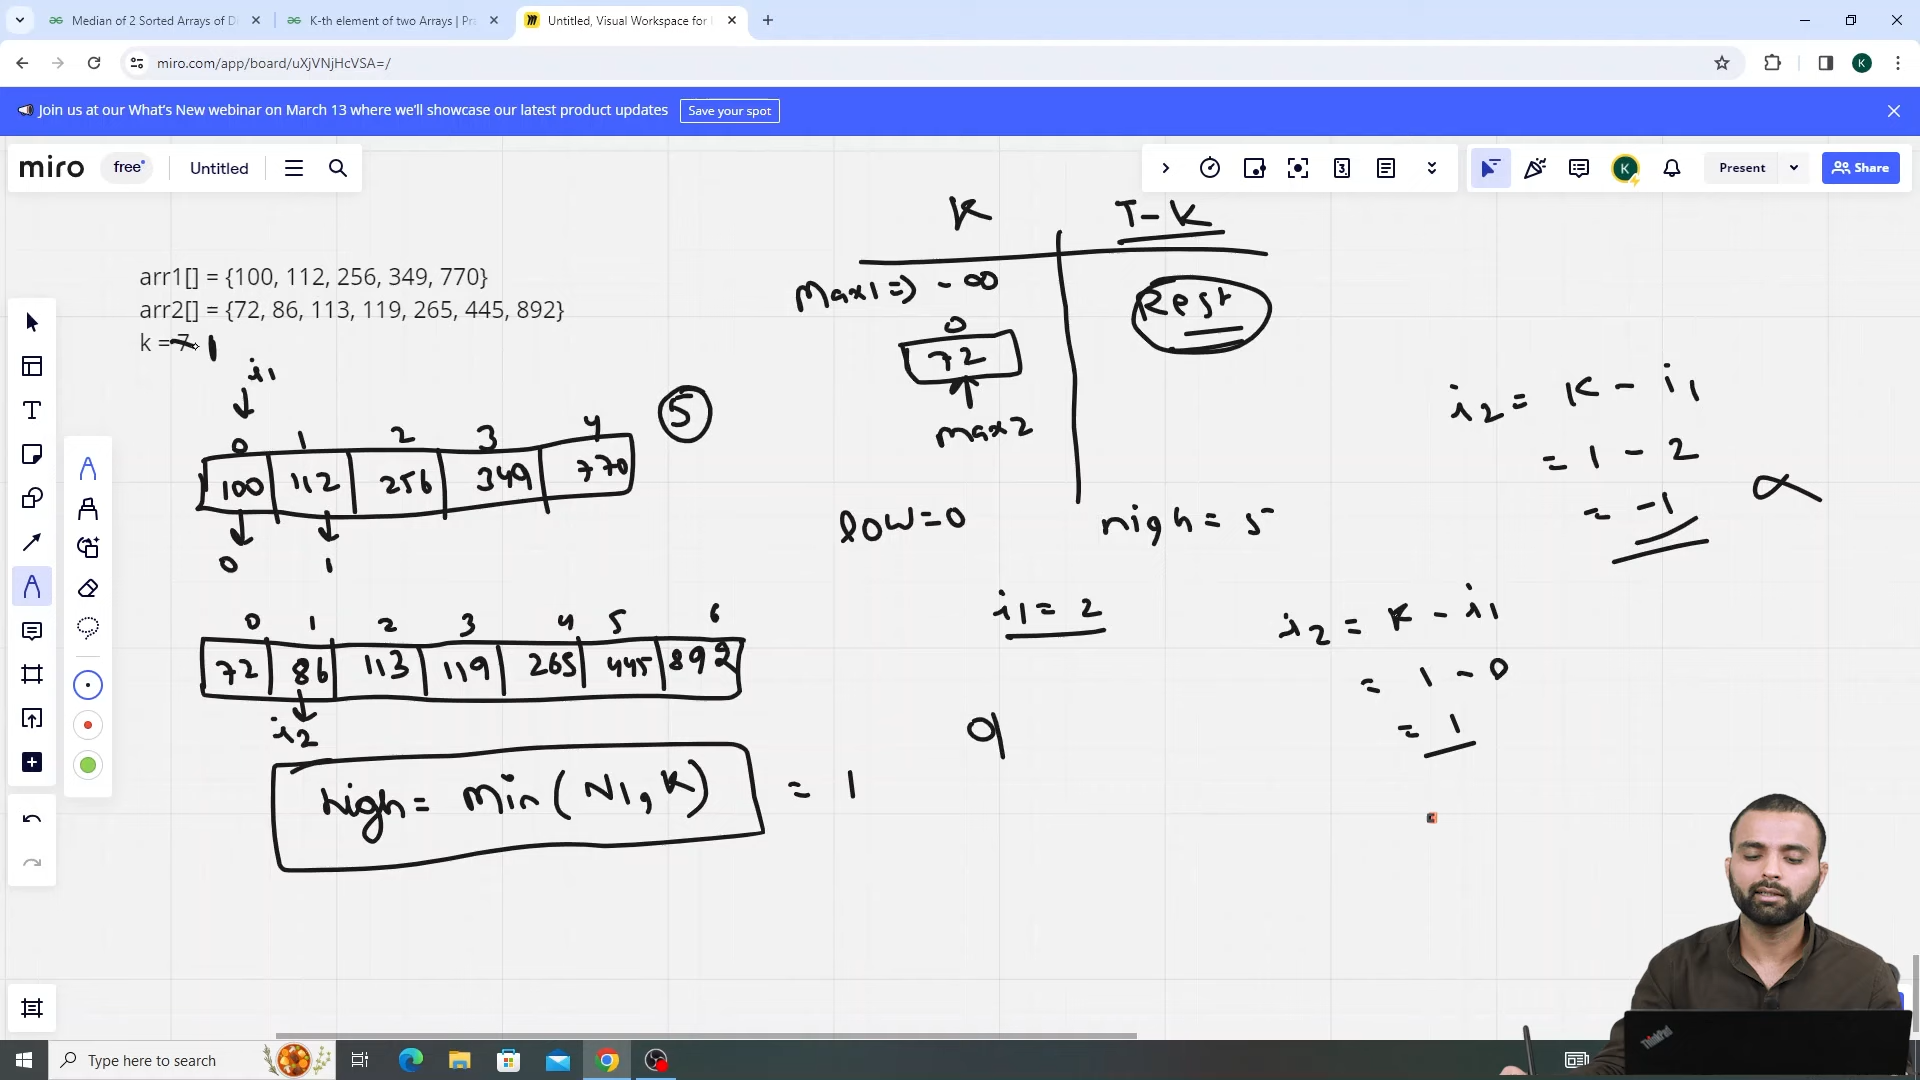 Median of 2 Sorted Arrays of D
K-th element of two Arrays | Pra
Untitled, Visual Workspace for
miro.com/app/board/uXjVNjHcVSA=/
K
Join us at our What's New webinar on March 13 where we'll showcase our latest product updates
Save your spot
miro
free
Untitled
K
Present
Share
arr1[] = {100, 112, 256, 349, 770}
arr2[] = {72, 86, 113, 119, 265, 445, 892}
k = 7 1
K
T - K
Max1 => - ∞
Rest
0
72
max2
i1
5
0 1 2 3 4
100 112 256 349 770
0 1
low = 0
high = 5
i2 = K - i1
= 1 - 2
= -1
0 1 2 3 4 5 6
72 86 113 119 265 445 892
i2
i1 = 2
i2 = K - i1
= 1 - 0
= 1
high = Min ( N1, K )
= 1
0
Type here to search
ThinkPad